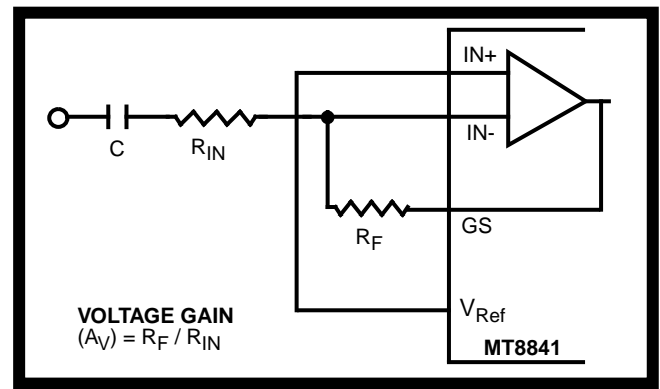 IN+
C
R_IN
IN-
R_F
GS
V_Ref
VOLTAGE GAIN
(A_V) = R_F / R_IN
MT8841